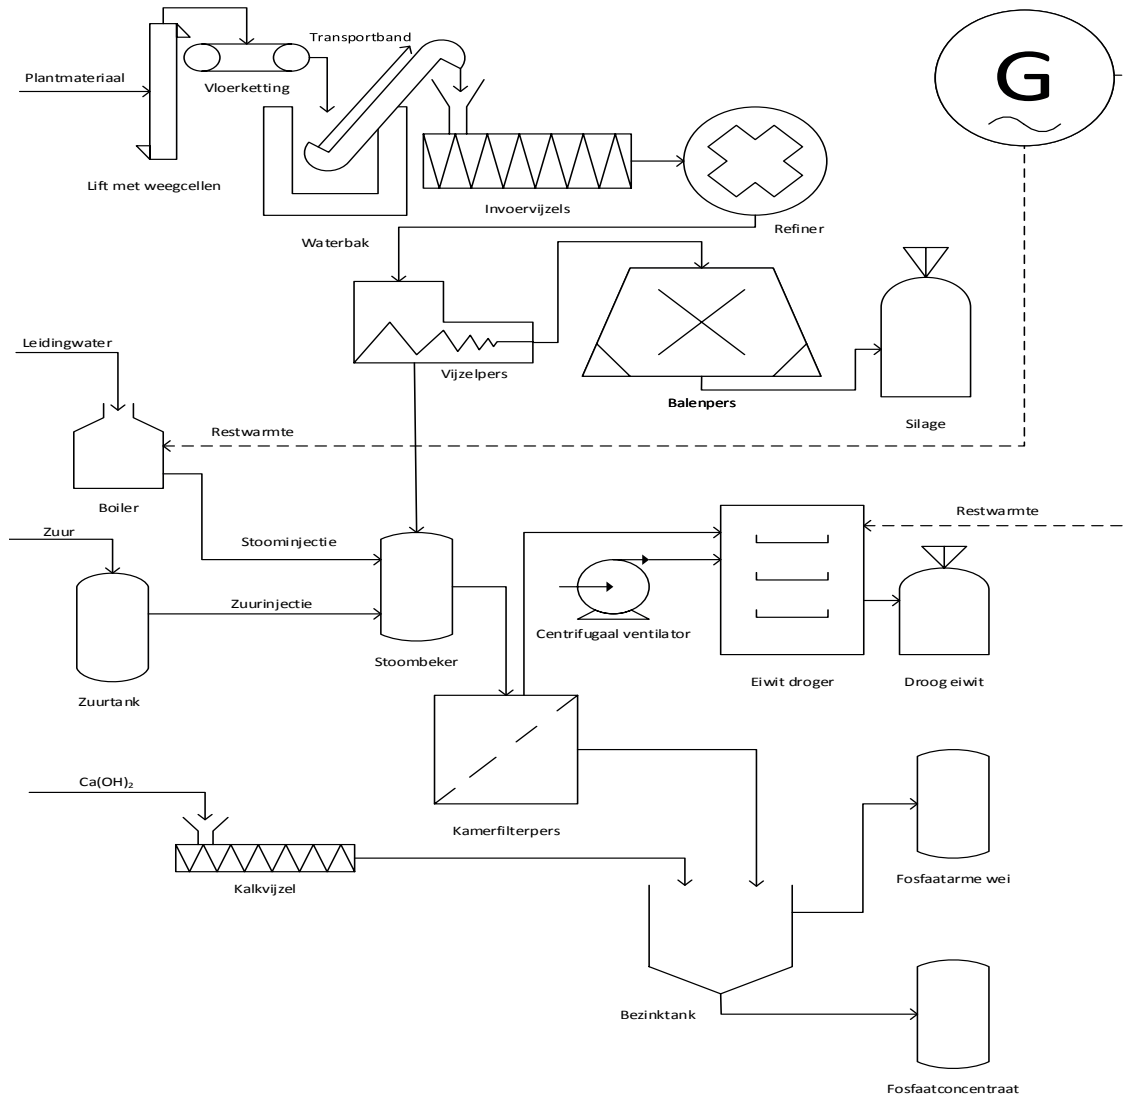 Transportband
G
Plantmateriaal
Vloerketting
Lift met weegcellen
Invoervijzels
Refiner
Waterbak
Leidingwater
Vijzelpers
Balenpers
Silage
Restwarmte
Boiler
Restwarmte
Zuur
Stoominjectie
Zuurinjectie
Centrifugaal ventilator
Stoombeker
Eiwit droger
Droog eiwit
Zuurtank
Ca(OH)₂
Kamerfilterpers
Fosfaatarme wei
Kalkvijzel
Bezinktank
Fosfaatconcentraat